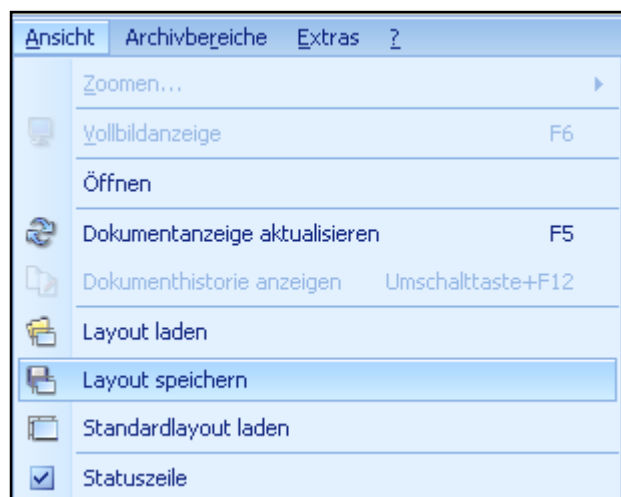 Ansicht Archivbereiche Extras ?
Zoomen...
Vollbildanzeige F6
Öffnen
Dokumentanzeige aktualisieren F5
Dokumenthistorie anzeigen Umschalttaste+F12
Layout laden
Layout speichern
Standardlayout laden
Statuszeile